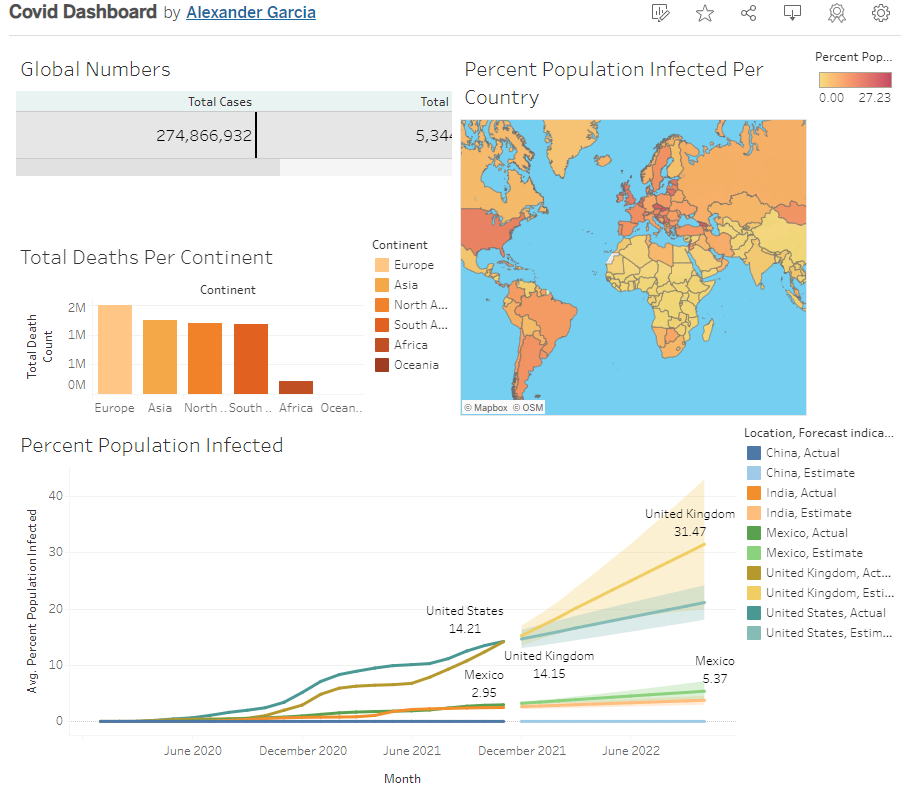 Covid Dashboard by Alexander Garcia
Global Numbers
Total Cases Total
274,866,932 5,344
Percent Population Infected Per
Country
Percent Pop...
0.00 27.23
© Mapbox © OSM
Total Deaths Per Continent
Continent
Total Death
Count
2M
1M
1M
0M
Europe Asia North .. South .. Africa Ocean..
Continent
Europe
Asia
North A...
South A...
Africa
Oceania
Percent Population Infected
Avg. Percent Population Infected
40
30
20
10
0
United States
14.21
Mexico
2.95
United Kingdom
14.15
United Kingdom
31.47
Mexico
5.37
June 2020 December 2020 June 2021 December 2021 June 2022
Month
Location, Forecast indica...
China, Actual
China, Estimate
India, Actual
India, Estimate
Mexico, Actual
Mexico, Estimate
United Kingdom, Act...
United Kingdom, Esti...
United States, Actual
United States, Estim...